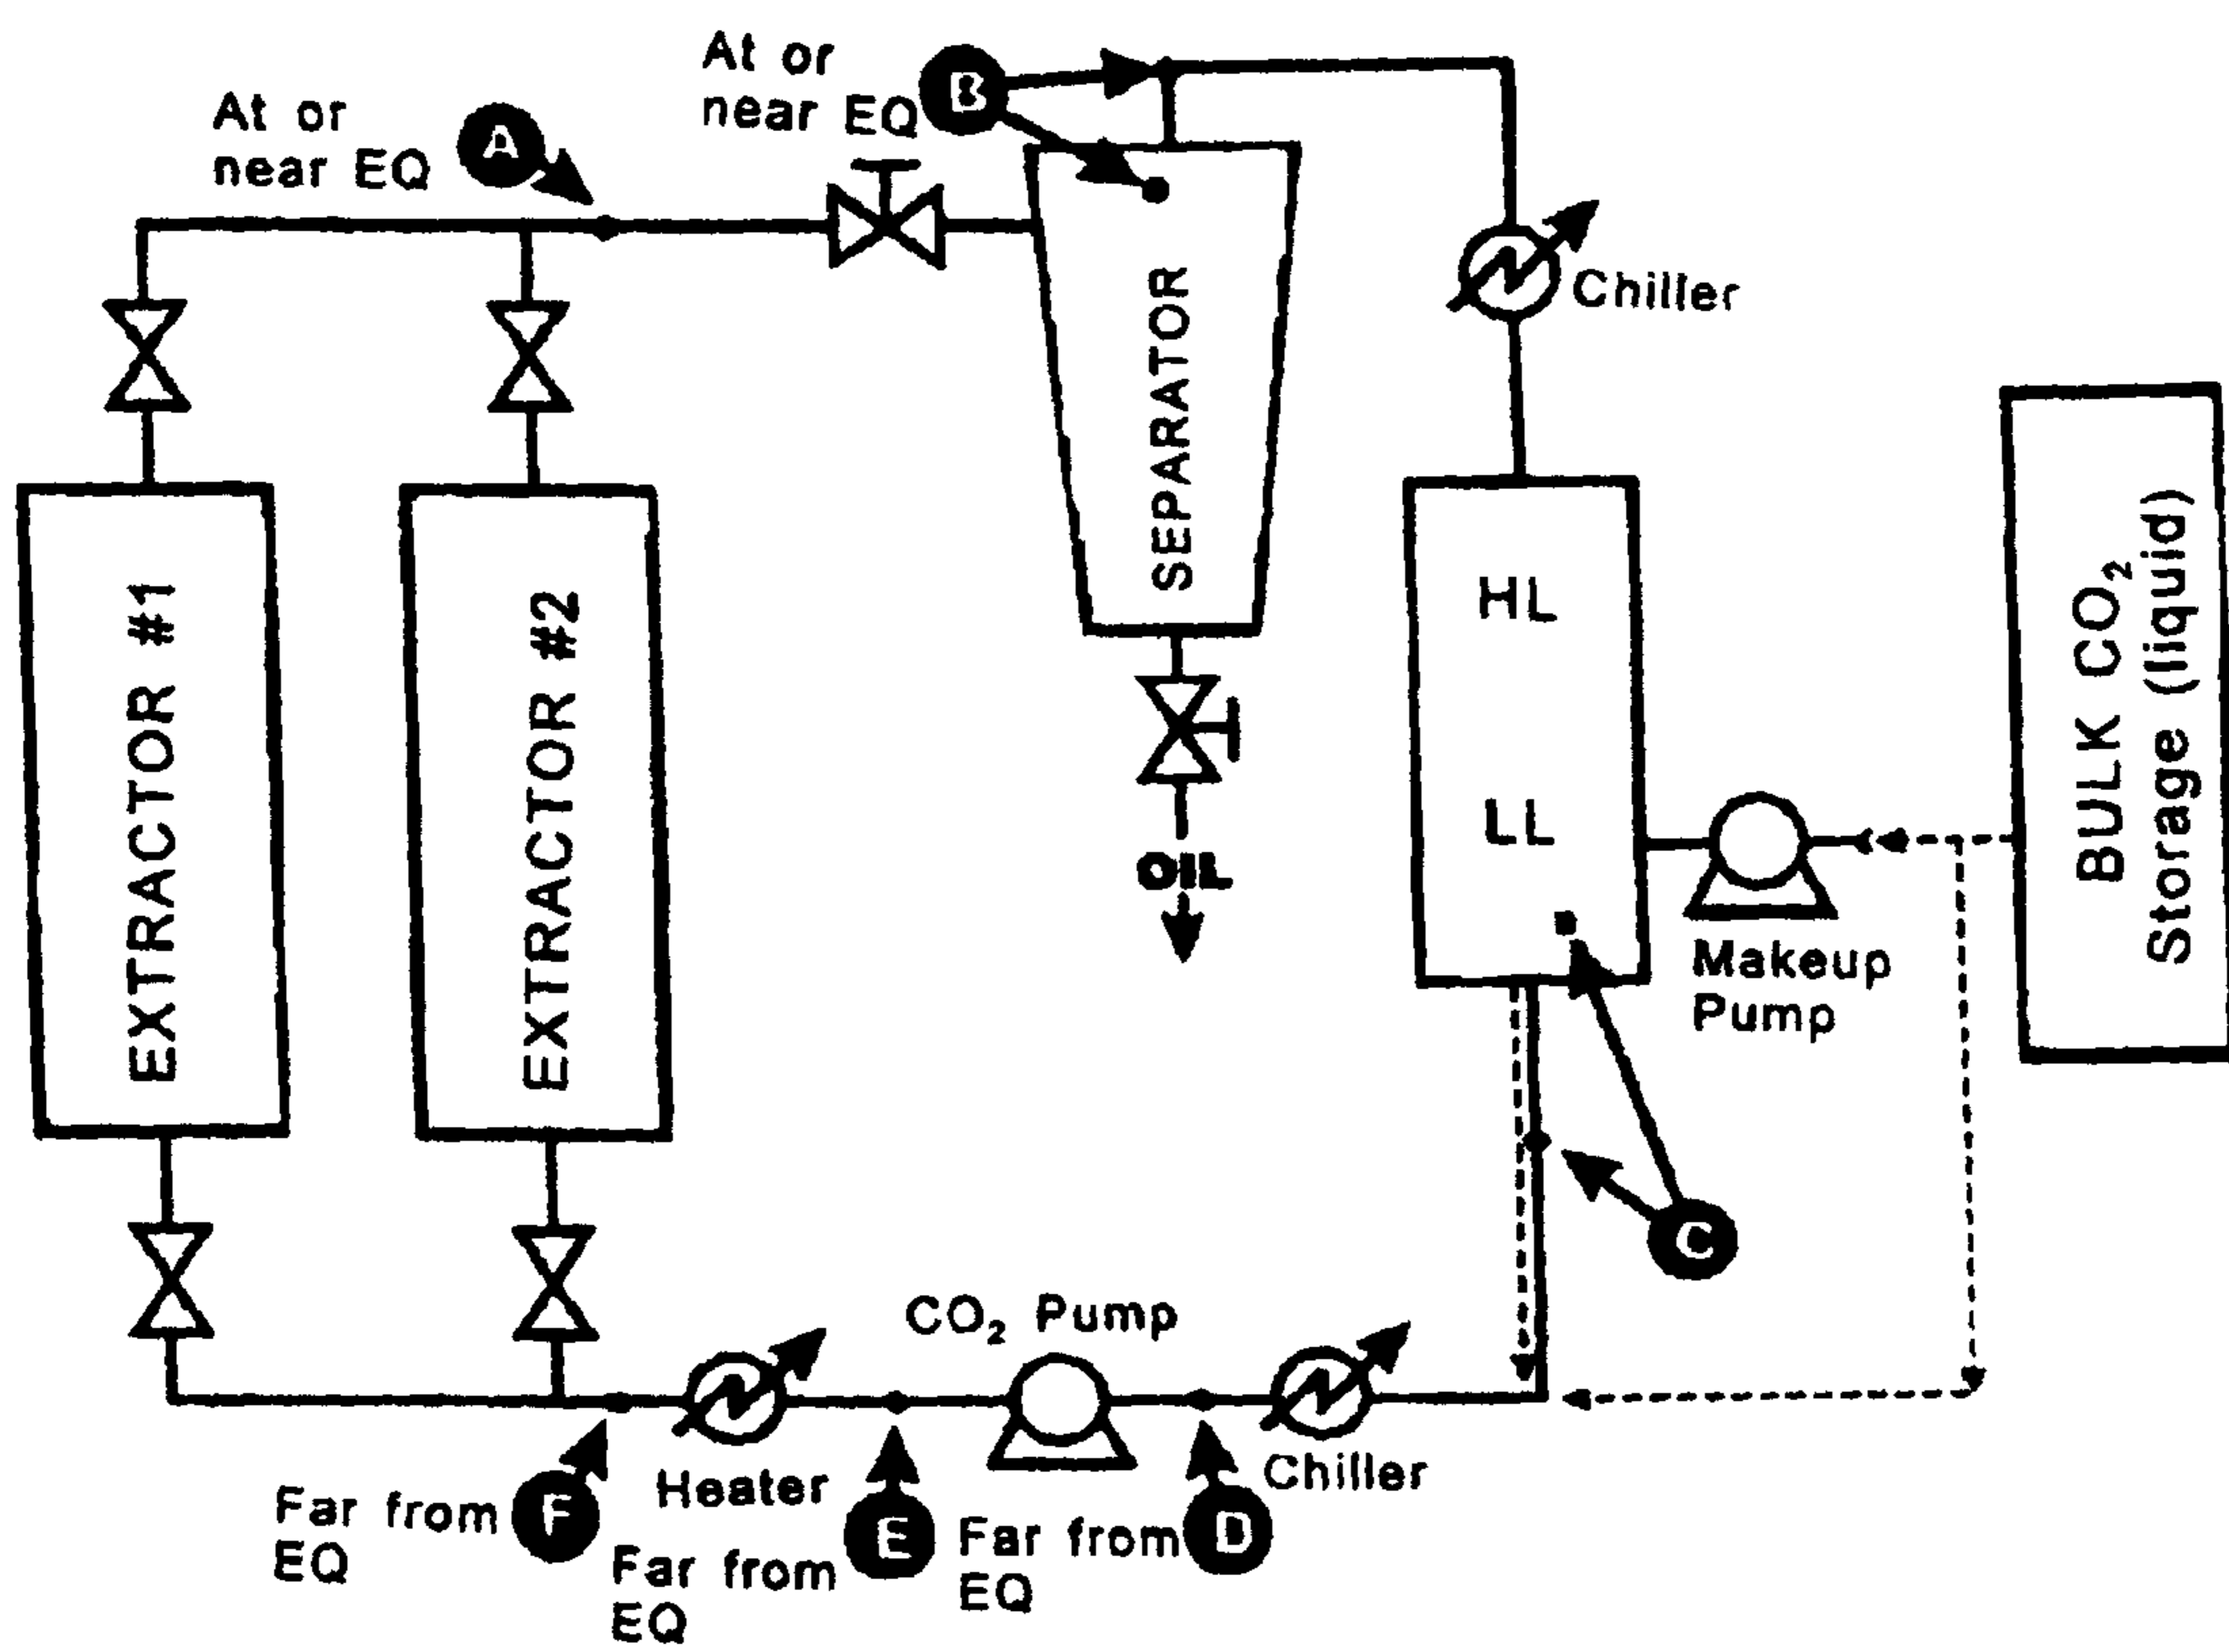 At or
near EQ
A
At or
near EQ
B
Chiller
SEPARATOR
EXTRACTOR #1
EXTRACTOR #2
HL
LL
BULK CO₂
Storage (liquid)
OIL
Makeup
Pump
C
CO₂ Pump
Heater
Chiller
Far from
EQ
F
Far from
EQ
E
Far from
EQ
D